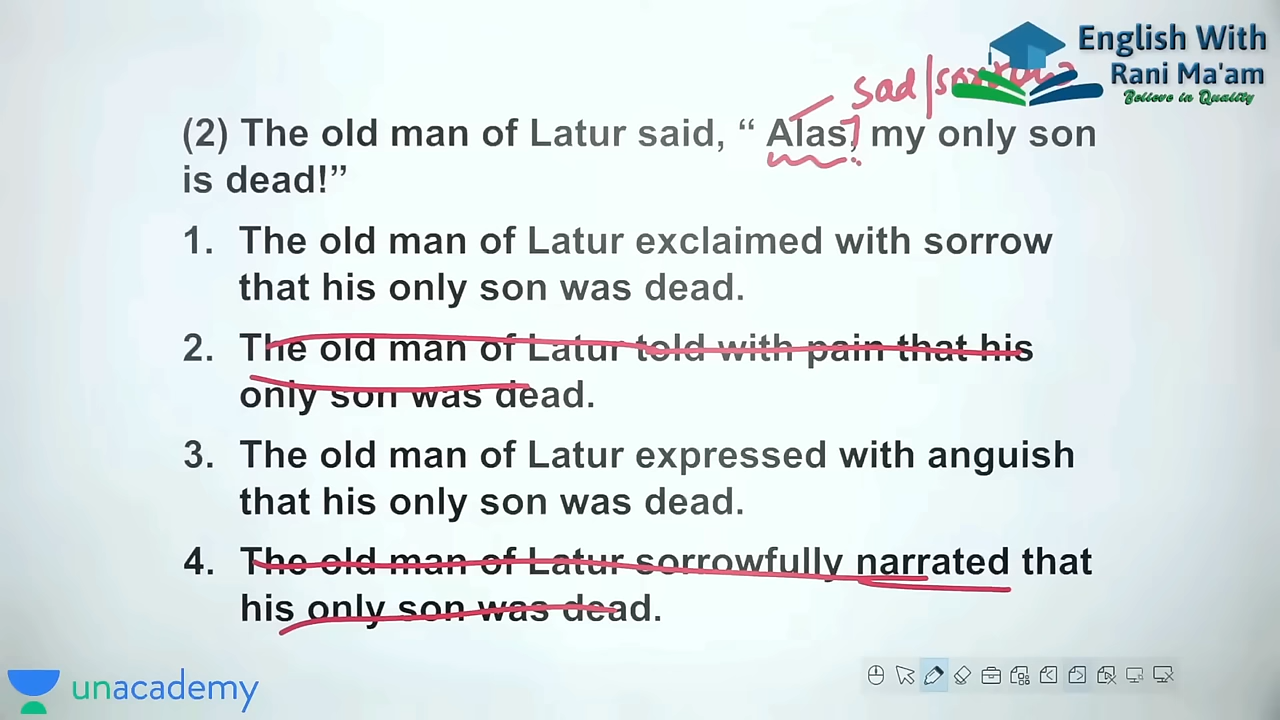 English With
Rani Ma'am
Believe in Quality
sad/sorrow
(2) The old man of Latur said, “ Alas, my only son
is dead!”
1. The old man of Latur exclaimed with sorrow
that his only son was dead.
2. The old man of Latur told with pain that his
only son was dead.
3. The old man of Latur expressed with anguish
that his only son was dead.
4. The old man of Latur sorrowfully narrated that
his only son was dead.
unacademy